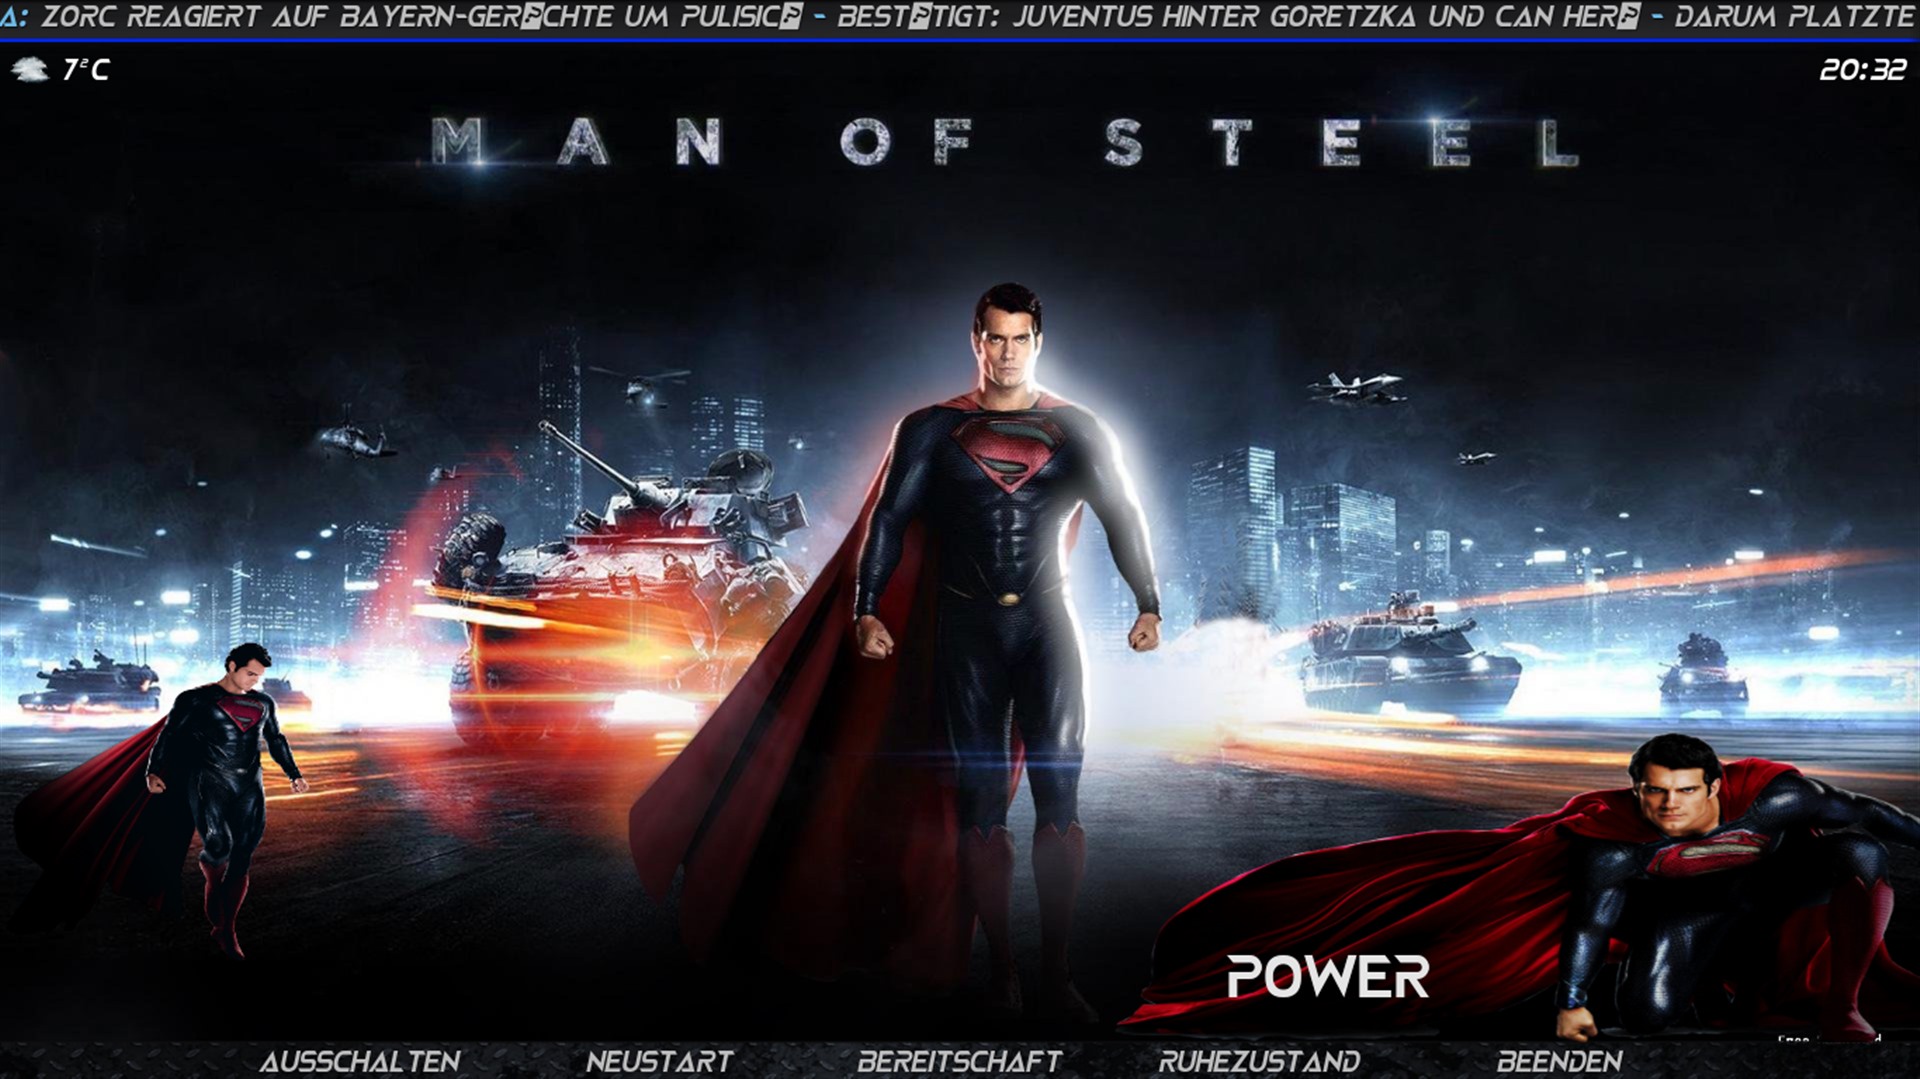 A: ZORC REAGIERT AUF BAYERN-GER�CHTE UM PULISIC� - BEST�TIGT: JUVENTUS HINTER GORETZKA UND CAN HER� - DARUM PLATZTE
7°C
20:32
MAN OF STEEL
POWER
AUSSCHALTEN NEUSTART BEREITSCHAFT RUHEZUSTAND BEENDEN